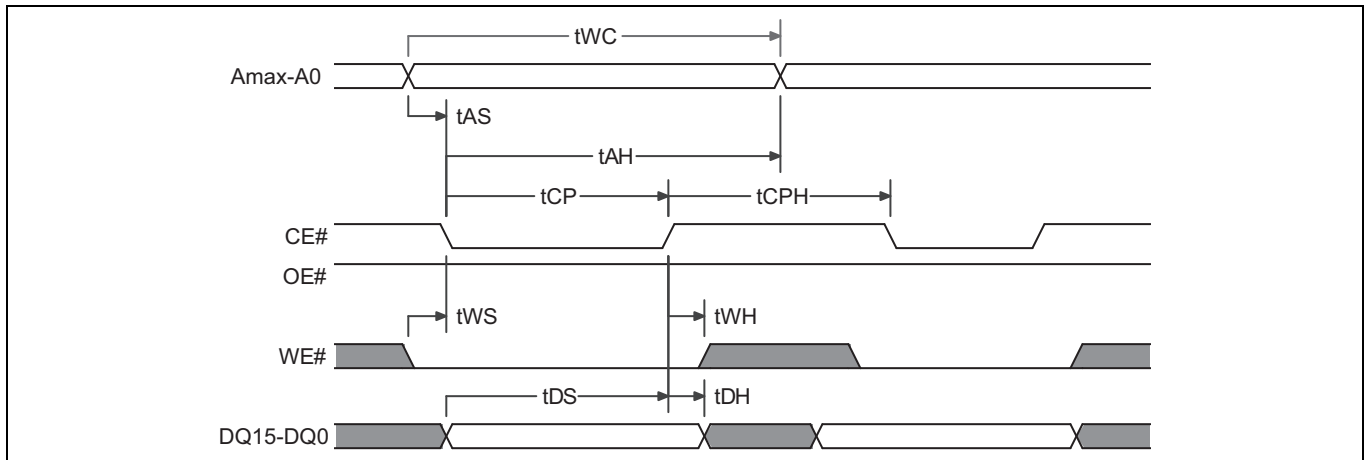 tWC
Amax-A0
tAS
tAH
tCP
tCPH
CE#
OE#
tWS
tWH
WE#
tDS
tDH
DQ15-DQ0